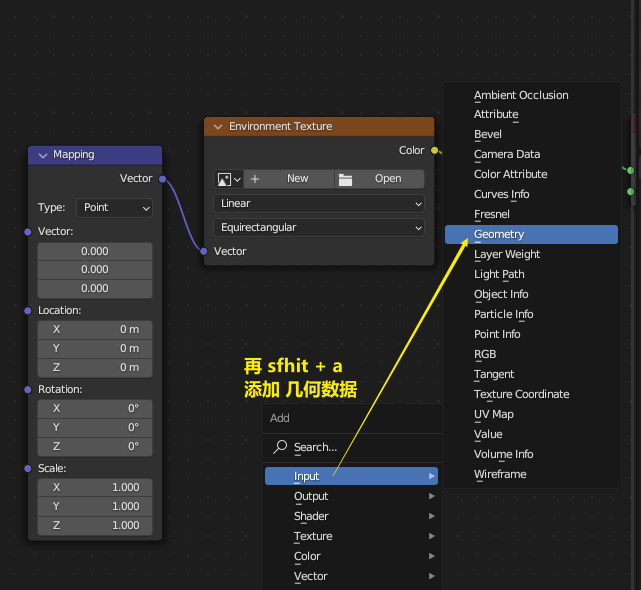 Mapping
Vector
Type: Point
Vector:
0.000
0.000
0.000
Location:
X 0 m
Y 0 m
Z 0 m
Rotation:
X 0°
Y 0°
Z 0°
Scale:
X 1.000
Y 1.000
Z 1.000
Environment Texture
Color
New Open
Linear
Equirectangular
Vector
再 sfhit + a
添加 几何数据
Add
Search...
Input
Output
Shader
Texture
Color
Vector
Ambient Occlusion
Attribute
Bevel
Camera Data
Color Attribute
Curves Info
Fresnel
Geometry
Layer Weight
Light Path
Object Info
Particle Info
Point Info
RGB
Tangent
Texture Coordinate
UV Map
Value
Volume Info
Wireframe